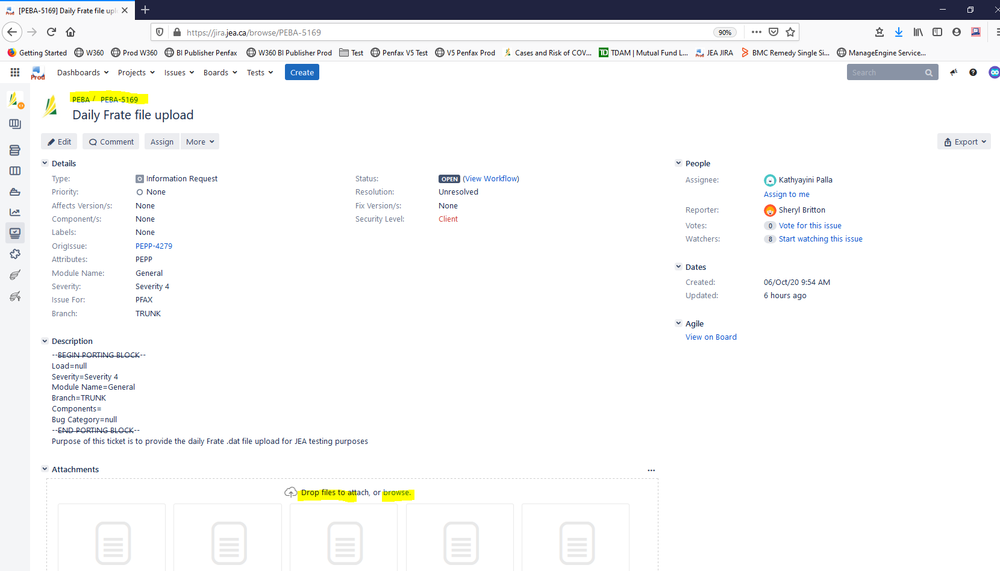 [PEBA-5169] Daily Frate file upl
https://jira.jea.ca/browse/PEBA-5169
90%
Getting Started W360 Prod W360 BI Publisher Penfax W360 BI Publisher Prod Test Penfax V5 Test V5 Penfax Prod Cases and Risk of COV... TDAM | Mutual Fund L... JEA JIRA BMC Remedy Single Si... ManageEngine Service...
Prod Dashboards Projects Issues Boards Tests Create Search
PEBA / PEBA-5169
Daily Frate file upload
Edit Comment Assign More Export
Details
Type: Information Request
Priority: None
Affects Version/s: None
Component/s: None
Labels: None
OrigIssue: PEPP-4279
Attributes: PEPP
Module Name: General
Severity: Severity 4
Issue For: PFAX
Branch: TRUNK
Status: OPEN (View Workflow)
Resolution: Unresolved
Fix Version/s: None
Security Level: Client
People
Assignee: Kathyayini Palla
Assign to me
Reporter: Sheryl Britton
Votes: 0 Vote for this issue
Watchers: 8 Start watching this issue
Dates
Created: 06/Oct/20 9:54 AM
Updated: 6 hours ago
Agile
View on Board
Description
--BEGIN PORTING BLOCK--
Load=null
Severity=Severity 4
Module Name=General
Branch=TRUNK
Components=
Bug Category=null
--END PORTING BLOCK--
Purpose of this ticket is to provide the daily Frate .dat file upload for JEA testing purposes
Attachments
Drop files to attach, or browse.